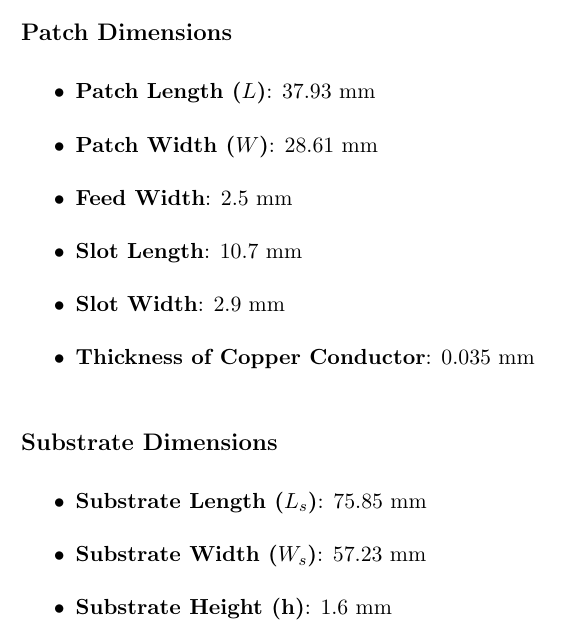 Patch Dimensions
• Patch Length (L): 37.93 mm
• Patch Width (W): 28.61 mm
• Feed Width: 2.5 mm
• Slot Length: 10.7 mm
• Slot Width: 2.9 mm
• Thickness of Copper Conductor: 0.035 mm
Substrate Dimensions
• Substrate Length (Lₛ): 75.85 mm
• Substrate Width (Wₛ): 57.23 mm
• Substrate Height (h): 1.6 mm